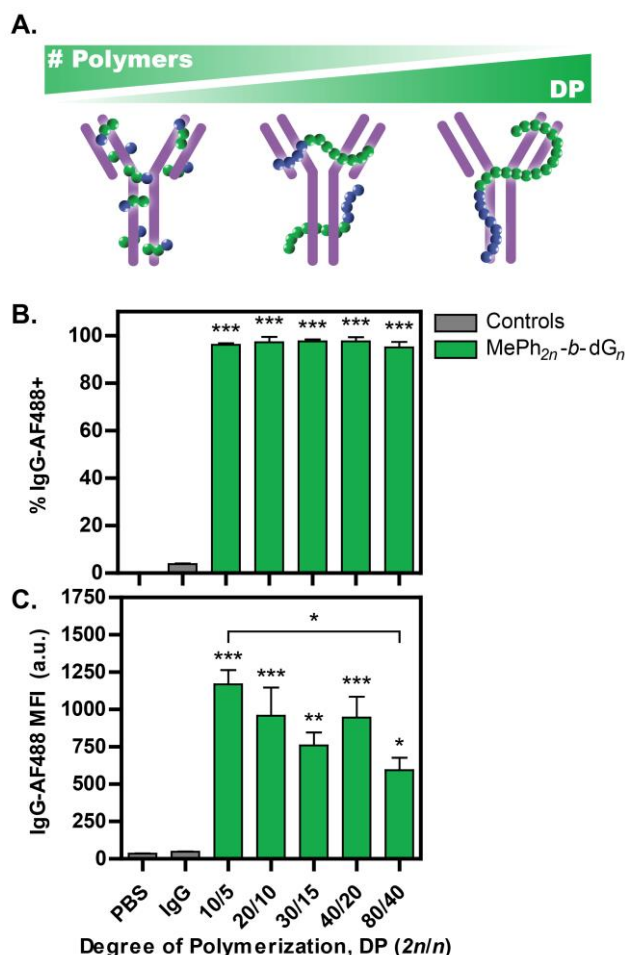 A.
# Polymers
DP
B.
Controls
MePh2n-b-dGn
% IgG-AF488+
100
80
60
40
20
0
***
***
***
***
***
C.
IgG-AF488 MFI (a.u.)
1750
1500
1250
1000
750
500
250
0
*
***
***
**
***
*
PBS
IgG
10/5
20/10
30/15
40/20
80/40
Degree of Polymerization, DP (2n/n)